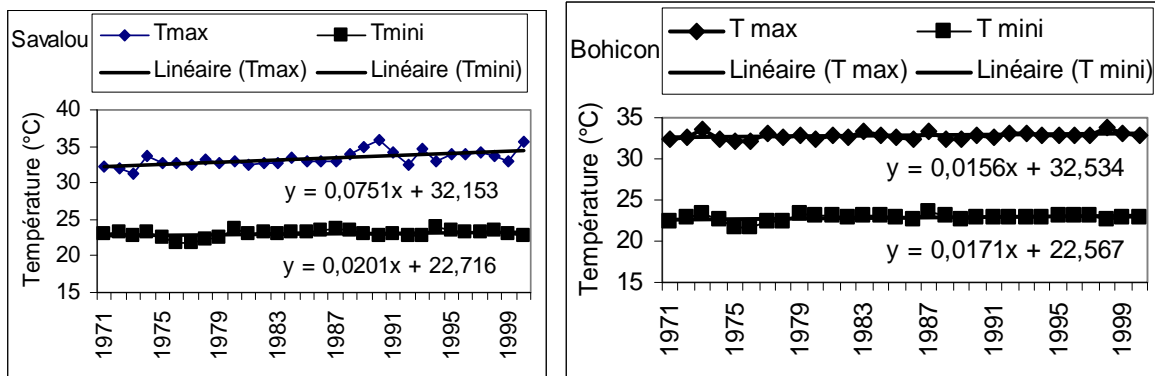 Savalou
Tmax
Tmini
Linéaire (Tmax)
Linéaire (Tmini)
Température (°C)
40
35
30
25
20
15
y = 0,0751x + 32,153
y = 0,0201x + 22,716
1971
1975
1979
1983
1987
1991
1995
1999
Bohicon
T max
T mini
Linéaire (T max)
Linéaire (T mini)
Température (°C)
35
30
25
20
15
y = 0,0156x + 32,534
y = 0,0171x + 22,567
1971
1975
1979
1983
1987
1991
1995
1999